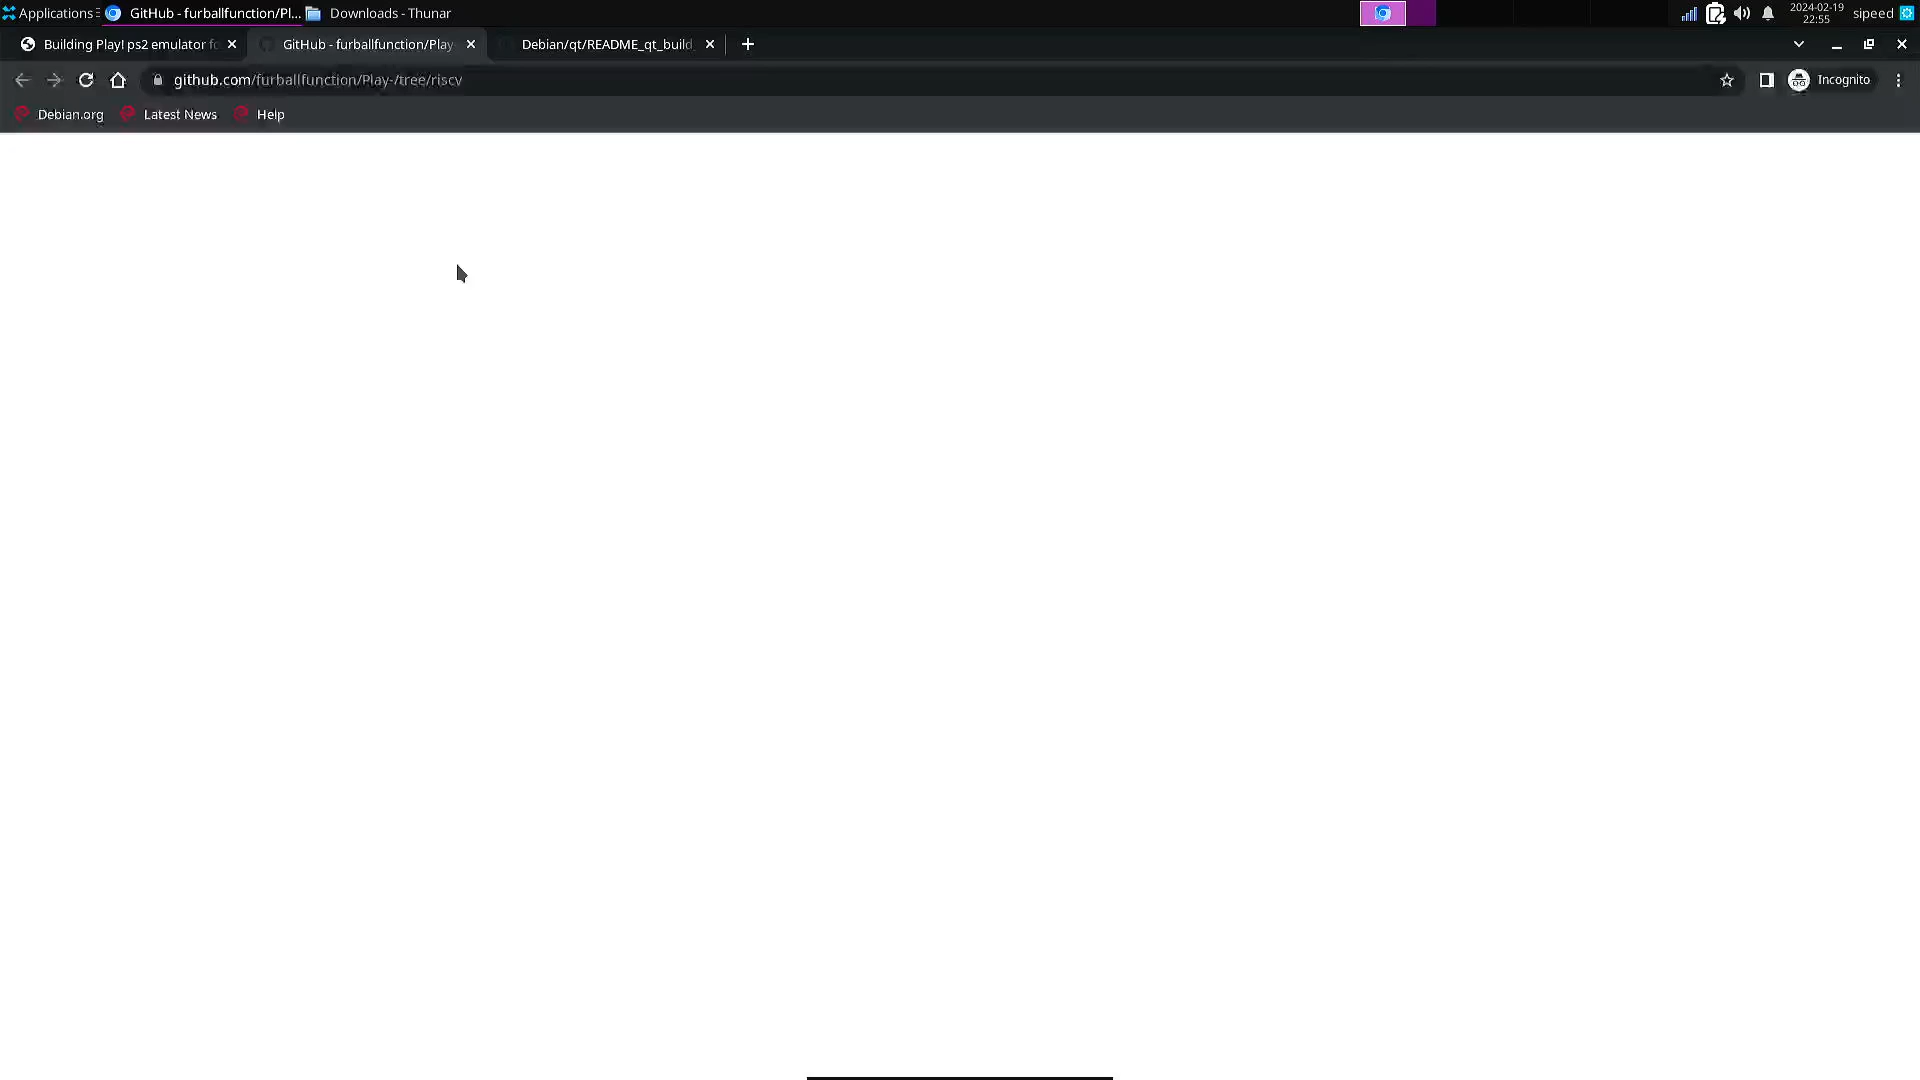 Applications GitHub - furballfunction/Pl... Downloads - Thunar 2024-02-19 22:55 sipeed
Building Play! ps2 emulator fo GitHub - furballfunction/Play- Debian/qt/README_qt_build_
github.com/furballfunction/Play-/tree/riscv Incognito
Debian.org Latest News Help